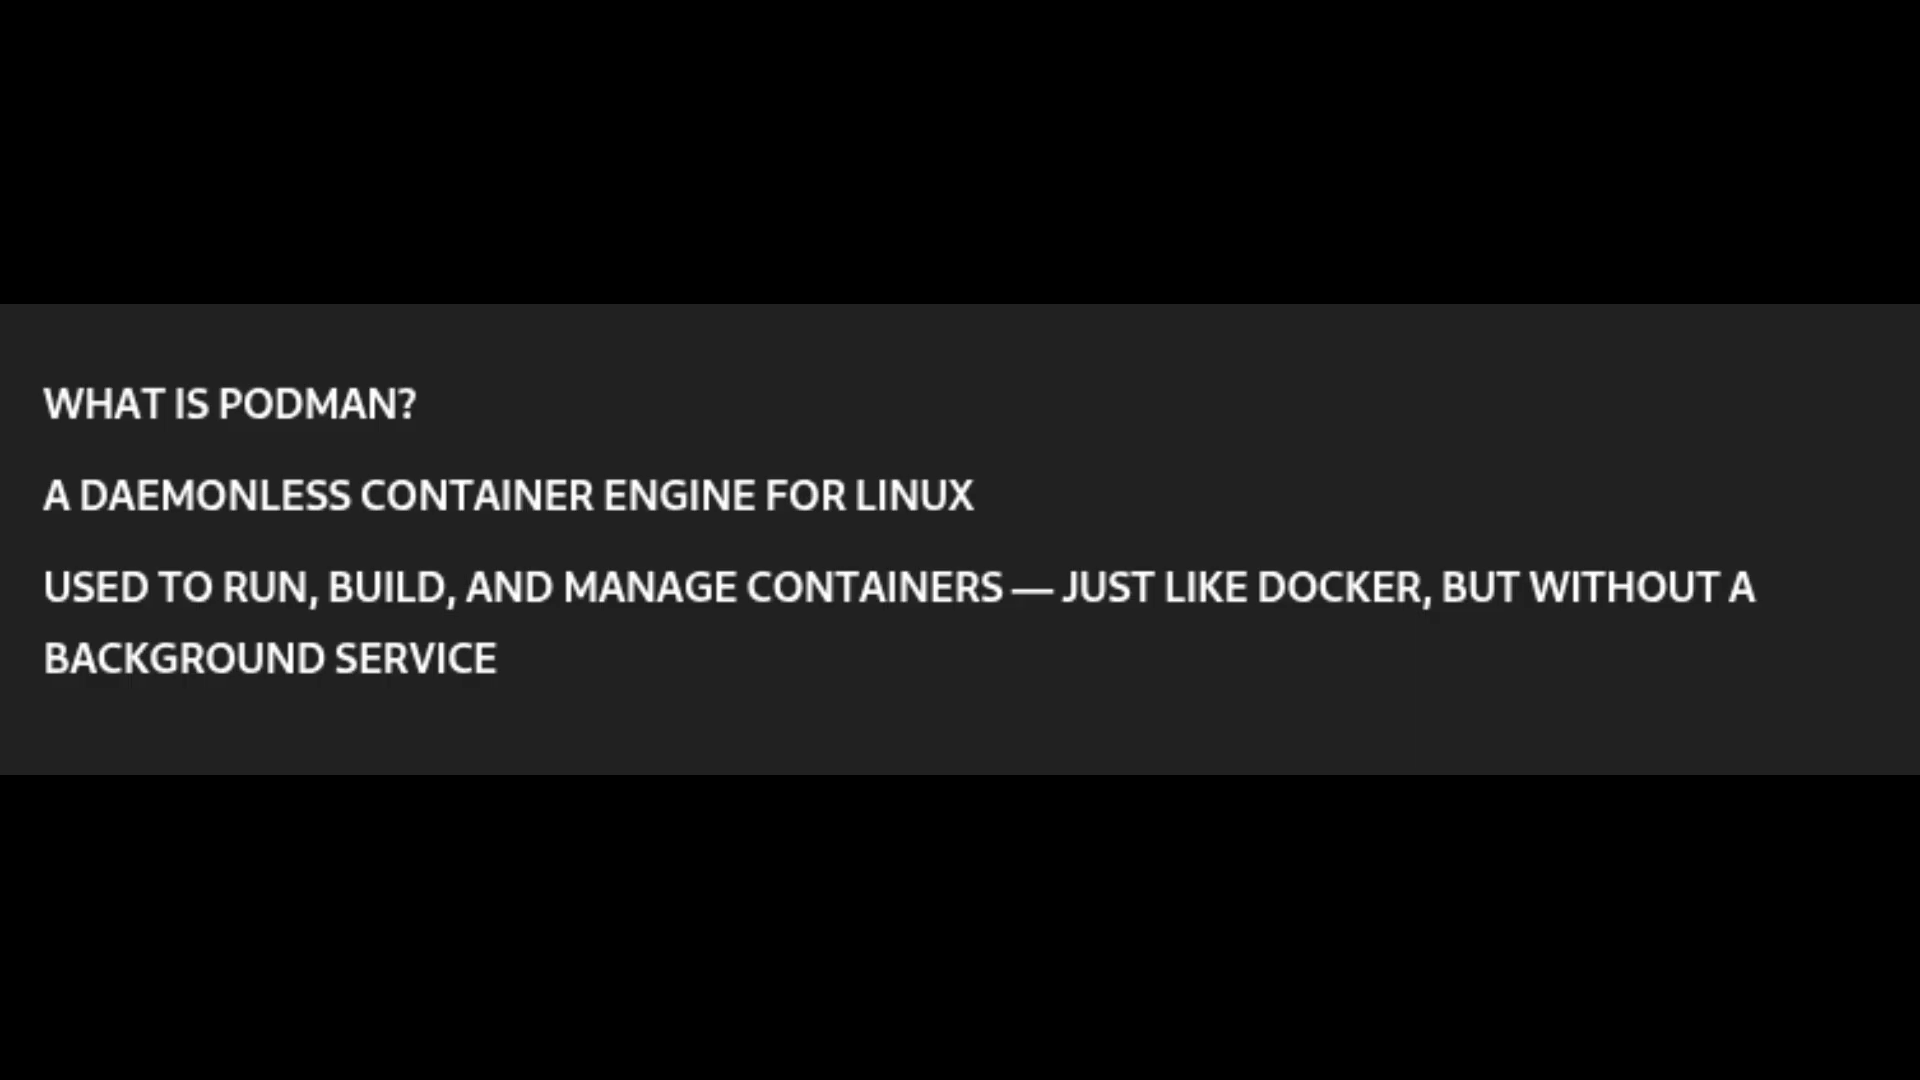 WHAT IS PODMAN?
A DAEMONLESS CONTAINER ENGINE FOR LINUX
USED TO RUN, BUILD, AND MANAGE CONTAINERS — JUST LIKE DOCKER, BUT WITHOUT A
BACKGROUND SERVICE